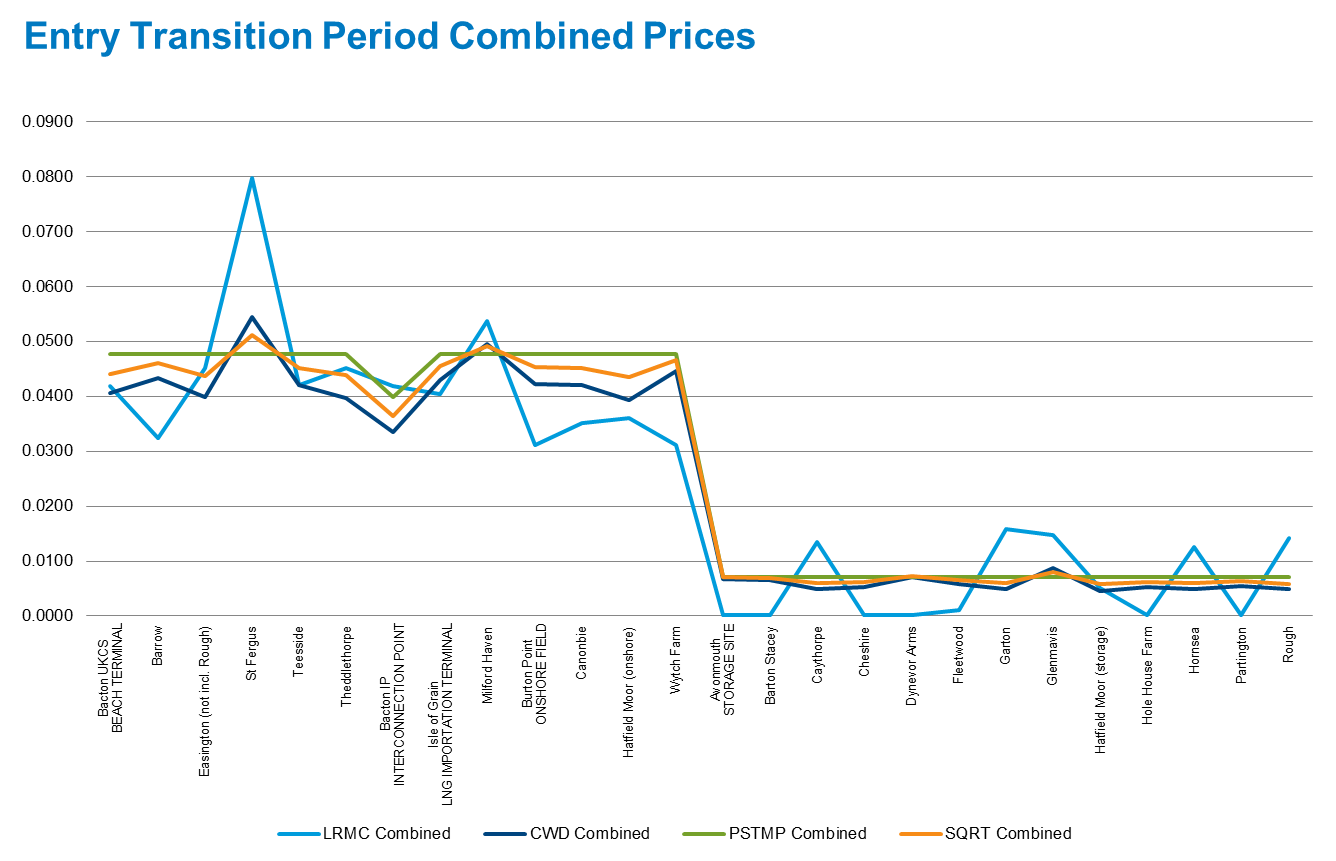 Entry Transition Period Combined Prices
0.0900
0.0800
0.0700
0.0600
0.0500
0.0400
0.0300
0.0200
0.0100
0.0000
Bacton UKCS
BEACH TERMINAL
Barrow
Easington (not incl. Rough)
St Fergus
Teesside
Theddlethorpe
Bacton IP
INTERCONNECTION POINT
Isle of Grain
LNG IMPORTATION TERMINAL
Milford Haven
Burton Point
ONSHORE FIELD
Canonbie
Hatfield Moor (onshore)
Wytch Farm
Avonmouth
STORAGE SITE
Barton Stacey
Caythorpe
Cheshire
Dynevor Arms
Fleetwood
Garton
Glenmavis
Hatfield Moor (storage)
Hole House Farm
Hornsea
Partington
Rough
LRMC Combined
CWD Combined
PSTMP Combined
SQRT Combined